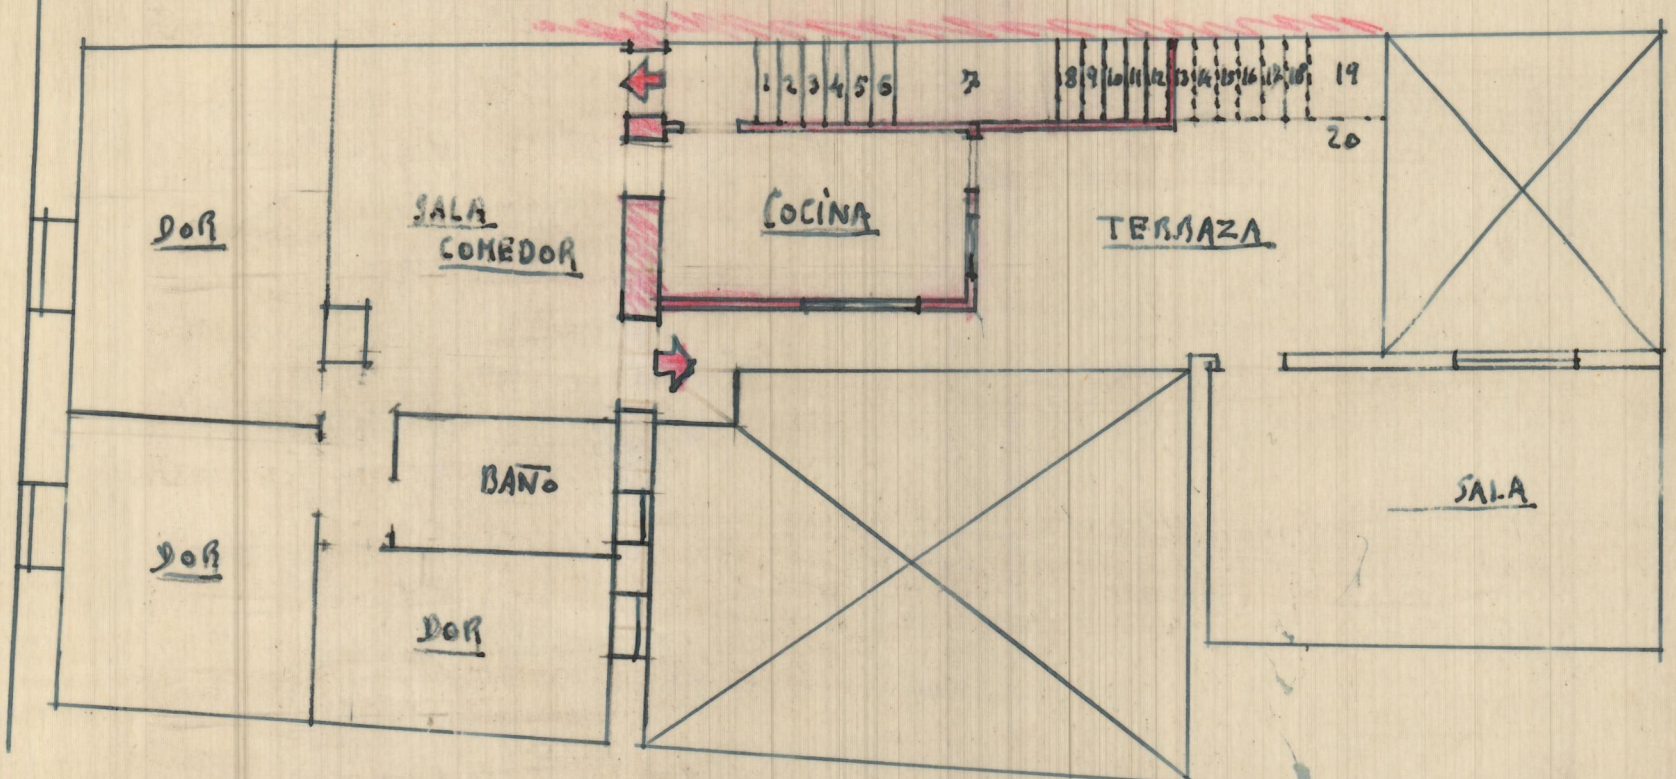 1 2 3 4 5 6 7 8 9 10 11 12 13 14 15 16 17 18 19
20
DOR
SALA
COMEDOR
COCINA
TERRAZA
BAÑO
SALA
DOR
DOR